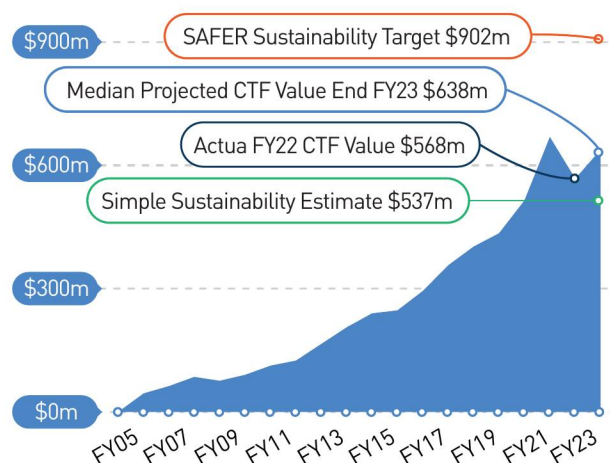 $900m
SAFER Sustainability Target $902m
Median Projected CTF Value End FY23 $638m
Actua FY22 CTF Value $568m
$600m
Simple Sustainability Estimate $537m
$300m
$0m
FY05 FY07 FY09 FY11 FY13 FY15 FY17 FY19 FY21 FY23